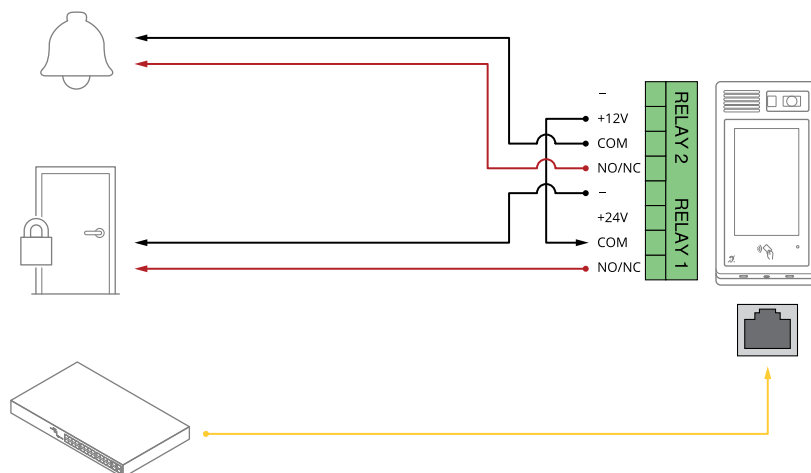 –
+12V
COM
NO/NC
–
+24V
COM
NO/NC
RELAY 2
RELAY 1